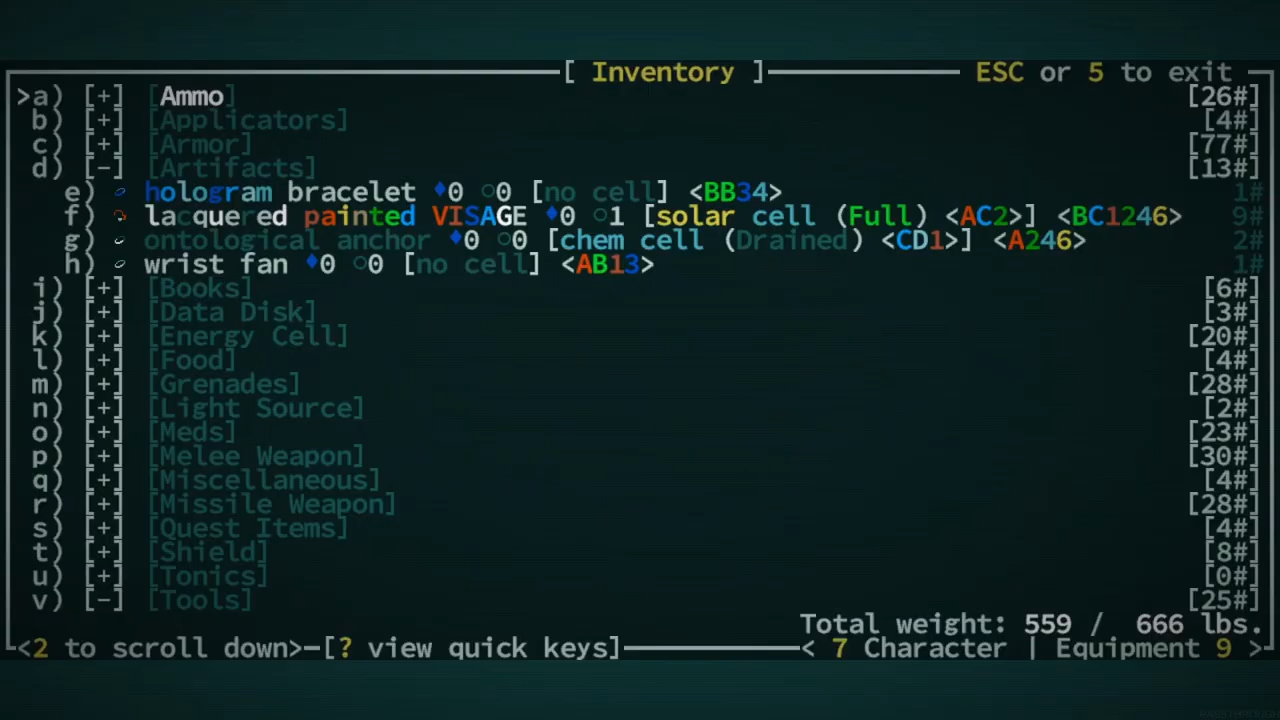 [ Inventory ] ESC or 5 to exit
>a) [+] [Ammo] [26#]
b) [+] [Applicators] [4#]
c) [+] [Armor] [77#]
d) [-] [Artifacts] [13#]
e) hologram bracelet ♦0 ○0 [no cell] <BB34> 1#
f) lacquered painted VISAGE ♦0 ○1 [solar cell (Full) <AC2>] <BC1246> 9#
g) ontological anchor ♦0 ○0 [chem cell (Drained) <CD1>] <A246> 2#
h) wrist fan ♦0 ○0 [no cell] <AB13> 1#
i) [+] [Books] [6#]
j) [+] [Data Disk] [3#]
k) [+] [Energy Cell] [20#]
l) [+] [Food] [4#]
m) [+] [Grenades] [28#]
n) [+] [Light Source] [2#]
o) [+] [Meds] [23#]
p) [+] [Melee Weapon] [30#]
q) [+] [Miscellaneous] [4#]
r) [+] [Missile Weapon] [28#]
s) [+] [Quest Items] [4#]
t) [+] [Shield] [8#]
u) [+] [Tonics] [0#]
v) [-] [Tools] [25#]
Total weight: 559 / 666 lbs.
<2 to scroll down> [? view quick keys] < 7 Character | Equipment 9 >